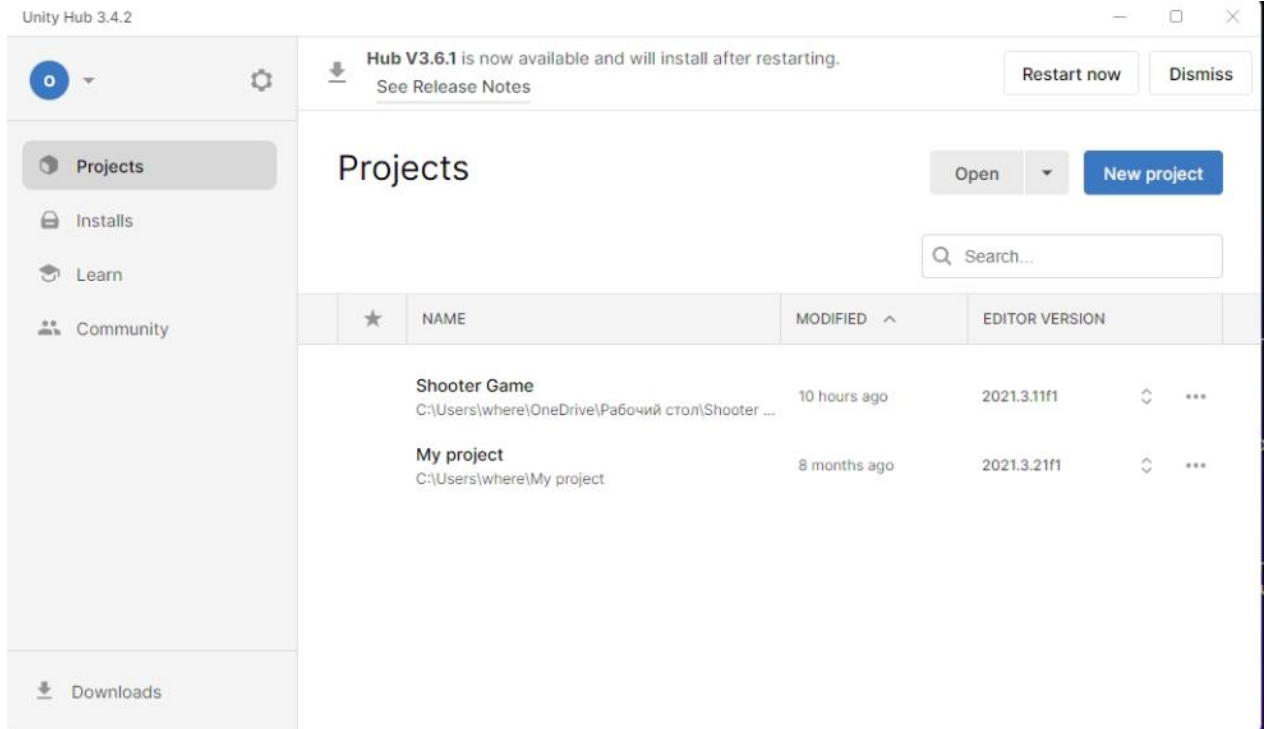 Unity Hub 3.4.2
o
Hub V3.6.1 is now available and will install after restarting.
See Release Notes
Restart now
Dismiss
Projects
Installs
Learn
Community
Downloads
Projects
Open
New project
Search...
NAME
MODIFIED
EDITOR VERSION
Shooter Game
10 hours ago
2021.3.11f1
C:\Users\where\OneDrive\Рабочий стол\Shooter ...
My project
8 months ago
2021.3.21f1
C:\Users\where\My project